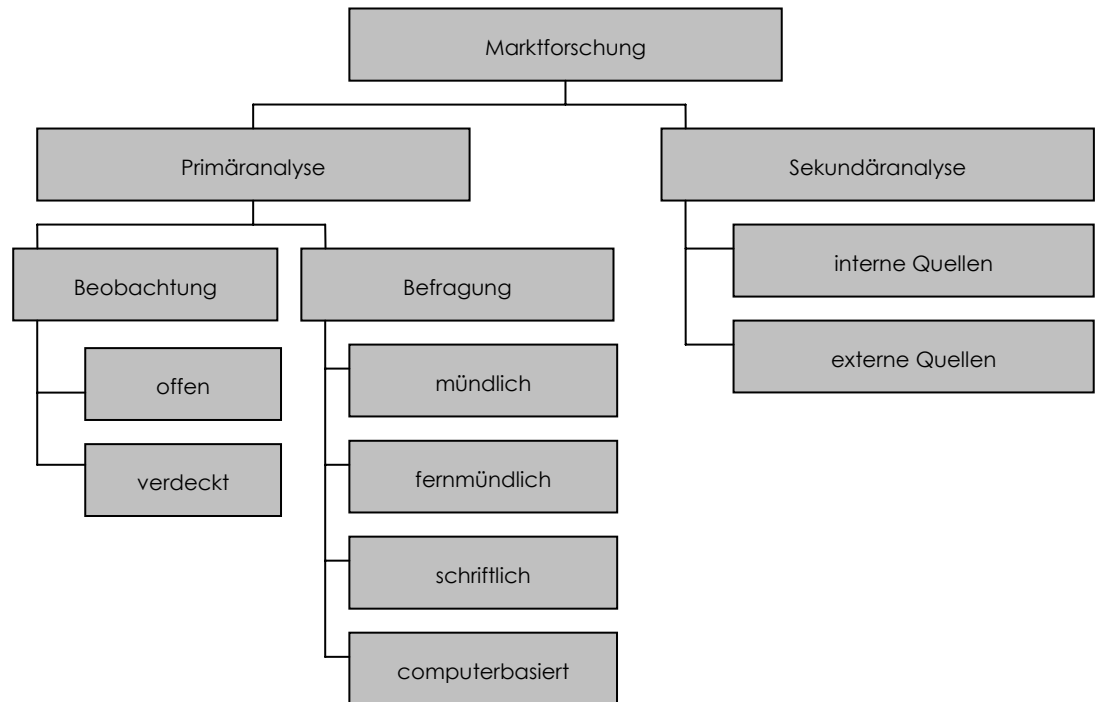 Marktforschung
Primäranalyse
Sekundäranalyse
Beobachtung
Befragung
interne Quellen
offen
mündlich
externe Quellen
verdeckt
fernmündlich
schriftlich
computerbasiert